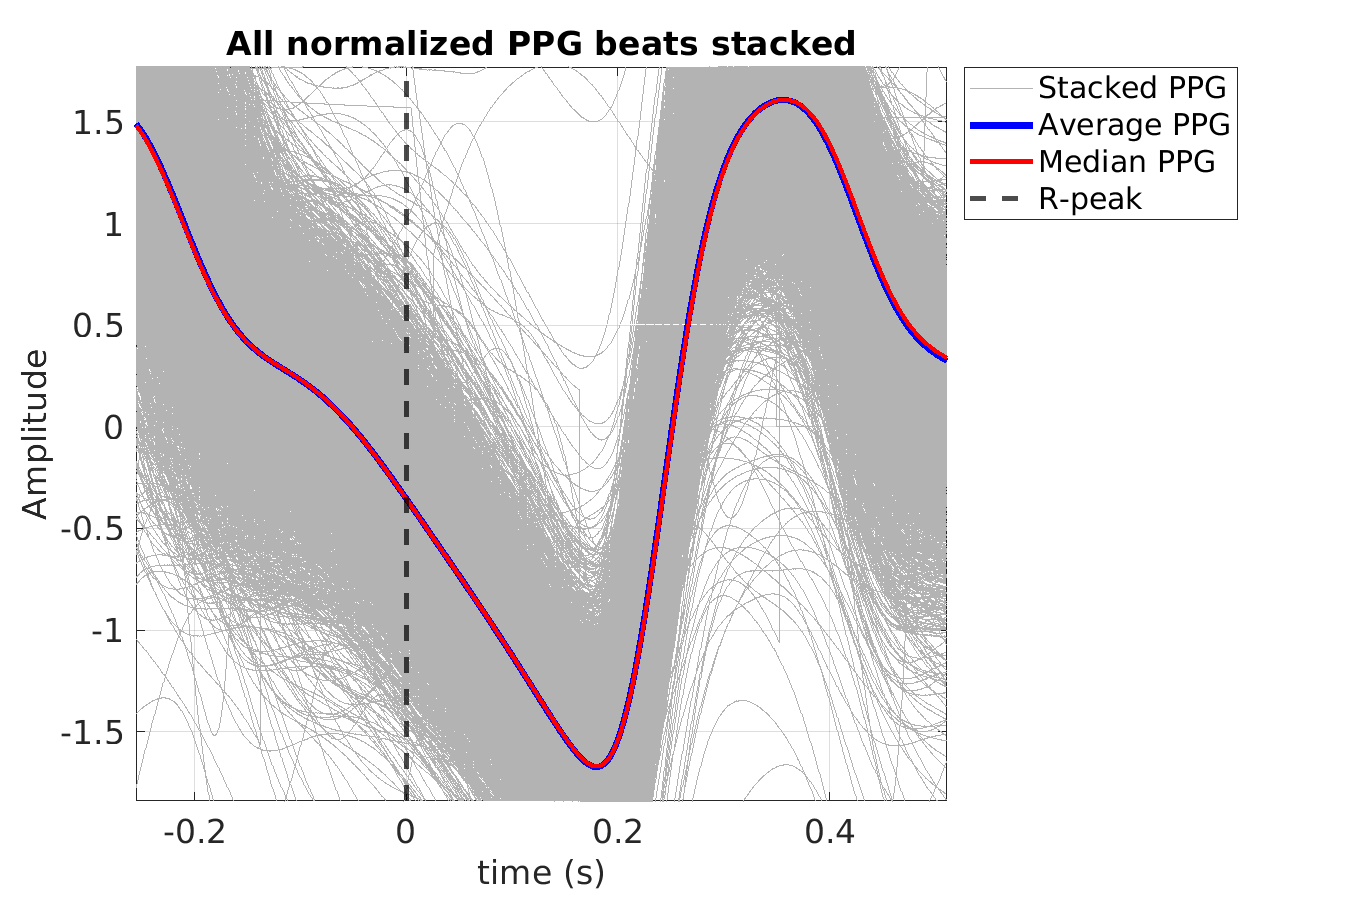 All normalized PPG beats stacked
Stacked PPG
Average PPG
Median PPG
R-peak
Amplitude
1.5
1
0.5
0
-0.5
-1
-1.5
-0.2
0
0.2
0.4
time (s)